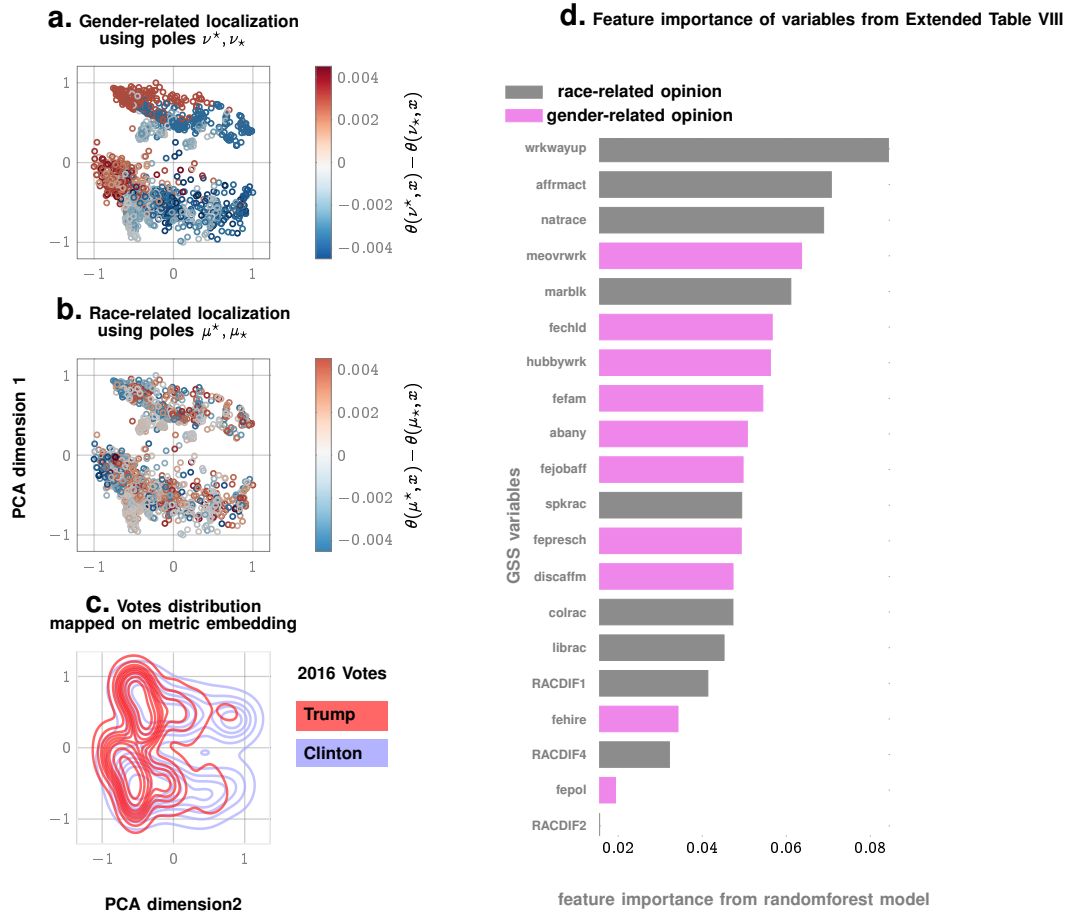 a. Gender-related localization
using poles ν*, ν⋆
1
0
−1
−1
0
1
0.004
0.002
0
−0.002
−0.004
θ(ν*, x) − θ(ν⋆, x)
b. Race-related localization
using poles μ*, μ⋆
1
0
−1
−1
0
1
0.004
0.002
0
−0.002
−0.004
θ(μ*, x) − θ(μ⋆, x)
PCA dimension 1
c. Votes distribution
mapped on metric embedding
1
0
−1
−1
0
1
2016 Votes
Trump
Clinton
PCA dimension2
d. Feature importance of variables from Extended Table VIII
race-related opinion
gender-related opinion
wrkwayup
affrmact
natrace
meovrwrk
marblk
fechld
hubbywrk
fefam
abany
fejobaff
spkrac
fepresch
discaffm
colrac
librac
RACDIF1
fehire
RACDIF4
fepol
RACDIF2
GSS variables
0.02
0.04
0.06
0.08
feature importance from randomforest model